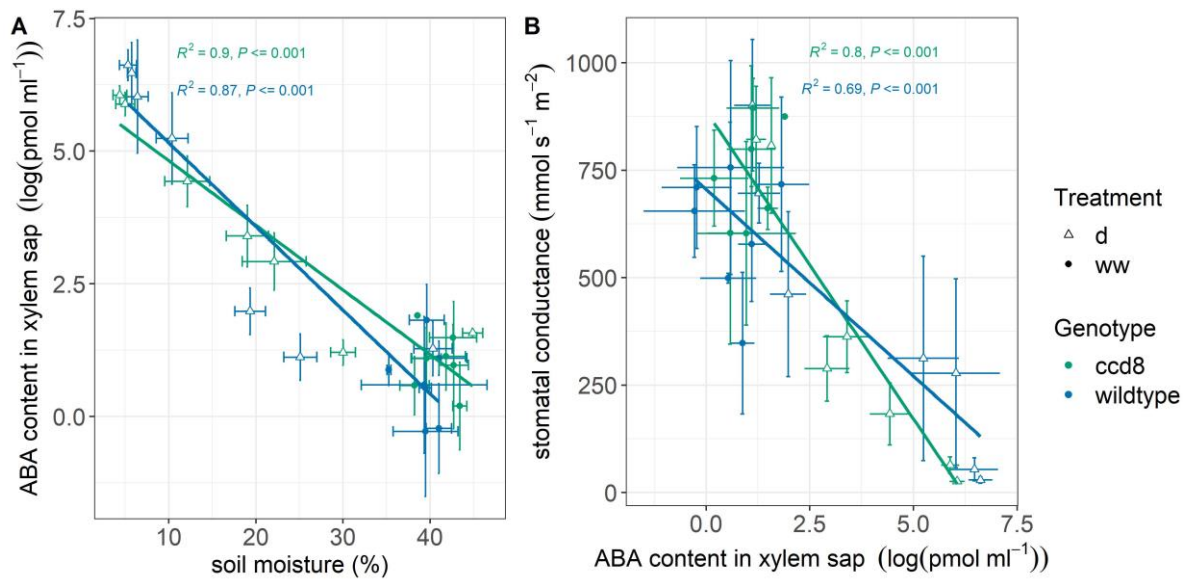 A
ABA content in xylem sap (log(pmol ml⁻¹))
7.5
5.0
2.5
0.0
R² = 0.9, P <= 0.001
R² = 0.87, P <= 0.001
10 20 30 40
soil moisture (%)
B
stomatal conductance (mmol s⁻¹ m⁻²)
1000
750
500
250
0
R² = 0.8, P <= 0.001
R² = 0.69, P <= 0.001
0.0 2.5 5.0 7.5
ABA content in xylem sap (log(pmol ml⁻¹))
Treatment
d
ww
Genotype
ccd8
wildtype